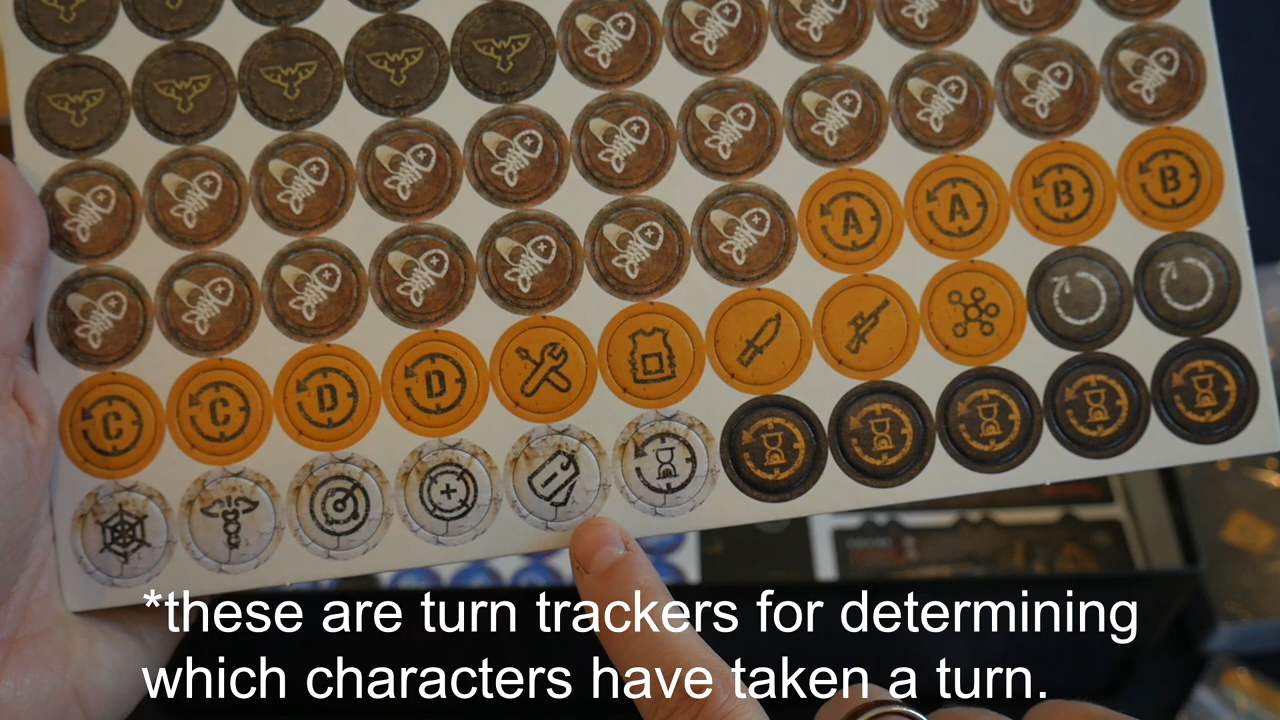 A A B B
C C D D
*these are turn trackers for determining
which characters have taken a turn.